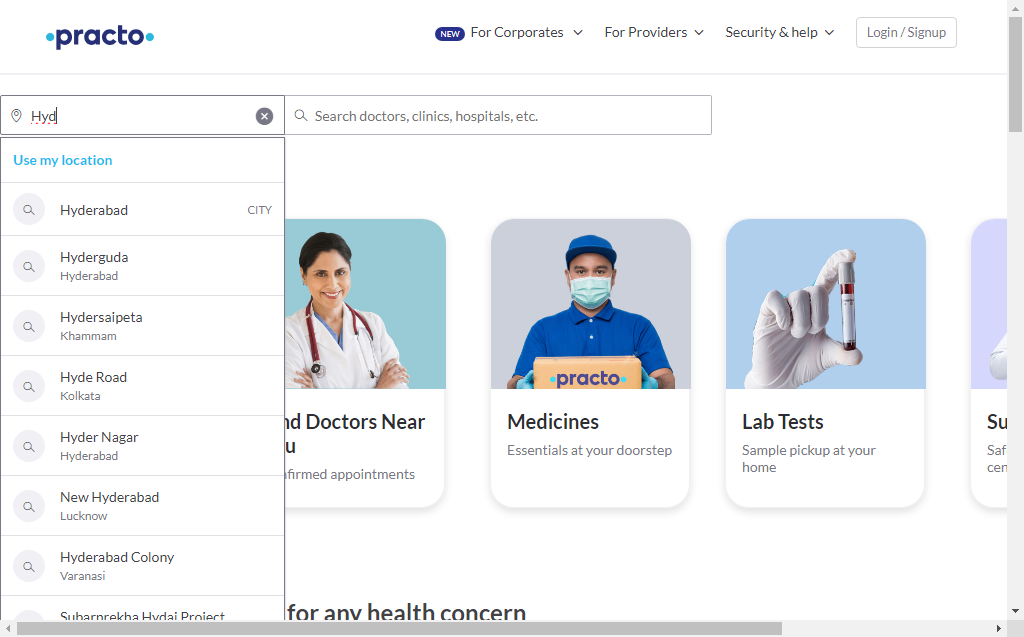 practo
NEW For Corporates
For Providers
Security & help
Login / Signup
Hyd
Search doctors, clinics, hospitals, etc.
Use my location
Hyderabad CITY
Hyderguda
Hyderabad
Hydersaipeta
Khammam
Hyde Road
Kolkata
Hyder Nagar
Hyderabad
New Hyderabad
Lucknow
Hyderabad Colony
Varanasi
Subarnrekha Hydai Project
nd Doctors Near
u
nfirmed appointments
practo
Medicines
Essentials at your doorstep
Lab Tests
Sample pickup at your
home
Su
Saf
cen
for any health concern